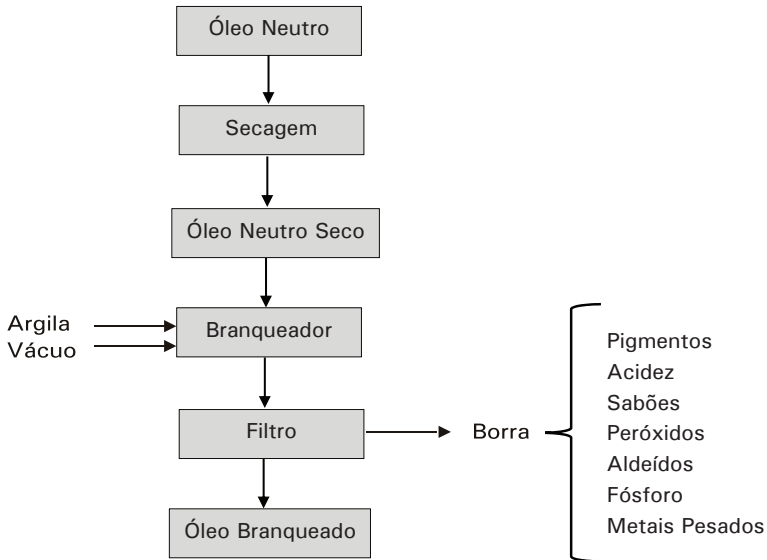 Óleo Neutro
Secagem
Óleo Neutro Seco
Argila
Vácuo
Branqueador
Filtro
Borra
Pigmentos
Acidez
Sabões
Peróxidos
Aldeídos
Fósforo
Metais Pesados
Óleo Branqueado